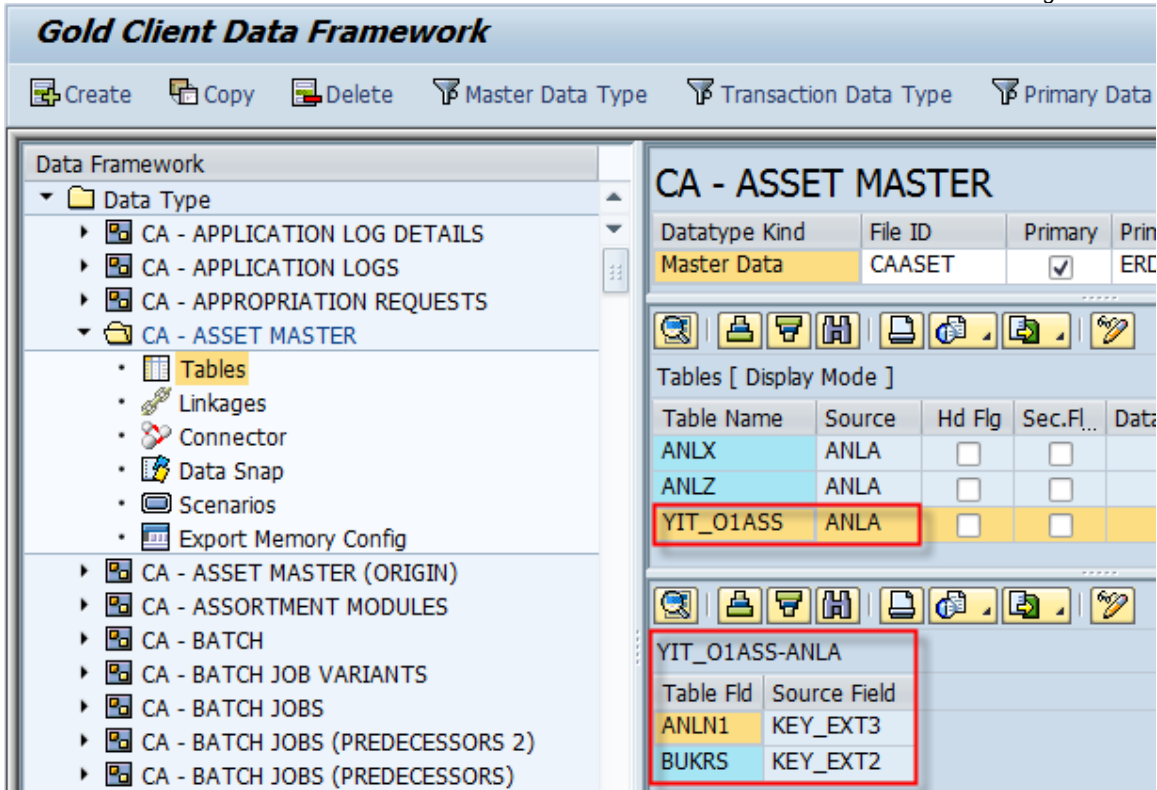 Gold Client Data Framework
Create Copy Delete Master Data Type Transaction Data Type Primary Data
Data Framework
Data Type
CA - APPLICATION LOG DETAILS
CA - APPLICATION LOGS
CA - APPROPRIATION REQUESTS
CA - ASSET MASTER
Tables
Linkages
Connector
Data Snap
Scenarios
Export Memory Config
CA - ASSET MASTER (ORIGIN)
CA - ASSORTMENT MODULES
CA - BATCH
CA - BATCH JOB VARIANTS
CA - BATCH JOBS
CA - BATCH JOBS (PREDECESSORS 2)
CA - BATCH JOBS (PREDECESSORS)
CA - ASSET MASTER
Datatype Kind File ID Primary Prin
Master Data CAASET ERD
Tables [ Display Mode ]
Table Name Source Hd Flg Sec.Fl... Data
ANLX ANLA
ANLZ ANLA
YIT_O1ASS ANLA
YIT_O1ASS-ANLA
Table Fld Source Field
ANLN1 KEY_EXT3
BUKRS KEY_EXT2